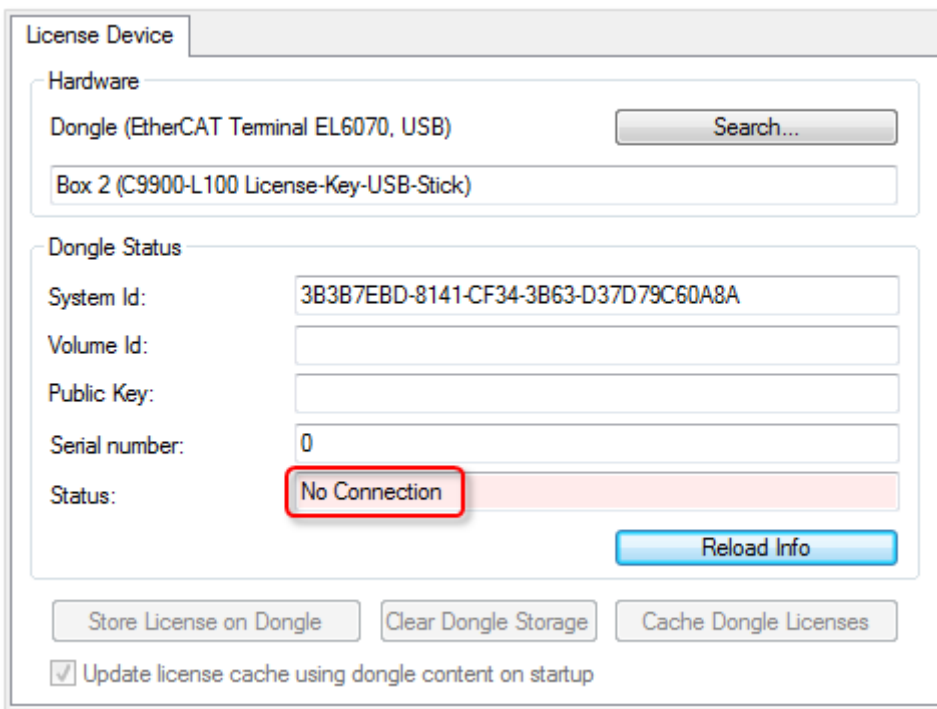 License Device
Hardware
Dongle (EtherCAT Terminal EL6070, USB)
Search...
Box 2 (C9900-L100 License-Key-USB-Stick)
Dongle Status
System Id:
3B3B7EBD-8141-CF34-3B63-D37D79C60A8A
Volume Id:
Public Key:
Serial number:
0
Status:
No Connection
Reload Info
Store License on Dongle
Clear Dongle Storage
Cache Dongle Licenses
Update license cache using dongle content on startup